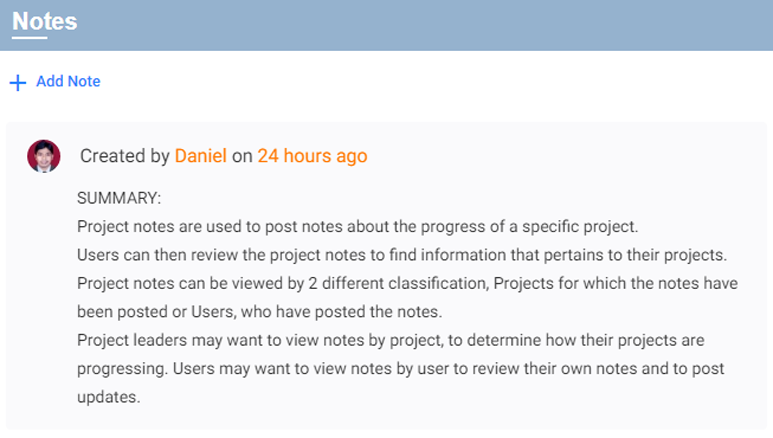 Notes
Add Note
Created by Daniel on 24 hours ago
SUMMARY:
Project notes are used to post notes about the progress of a specific project.
Users can then review the project notes to find information that pertains to their projects.
Project notes can be viewed by 2 different classification, Projects for which the notes have
been posted or Users, who have posted the notes.
Project leaders may want to view notes by project, to determine how their projects are
progressing. Users may want to view notes by user to review their own notes and to post
updates.